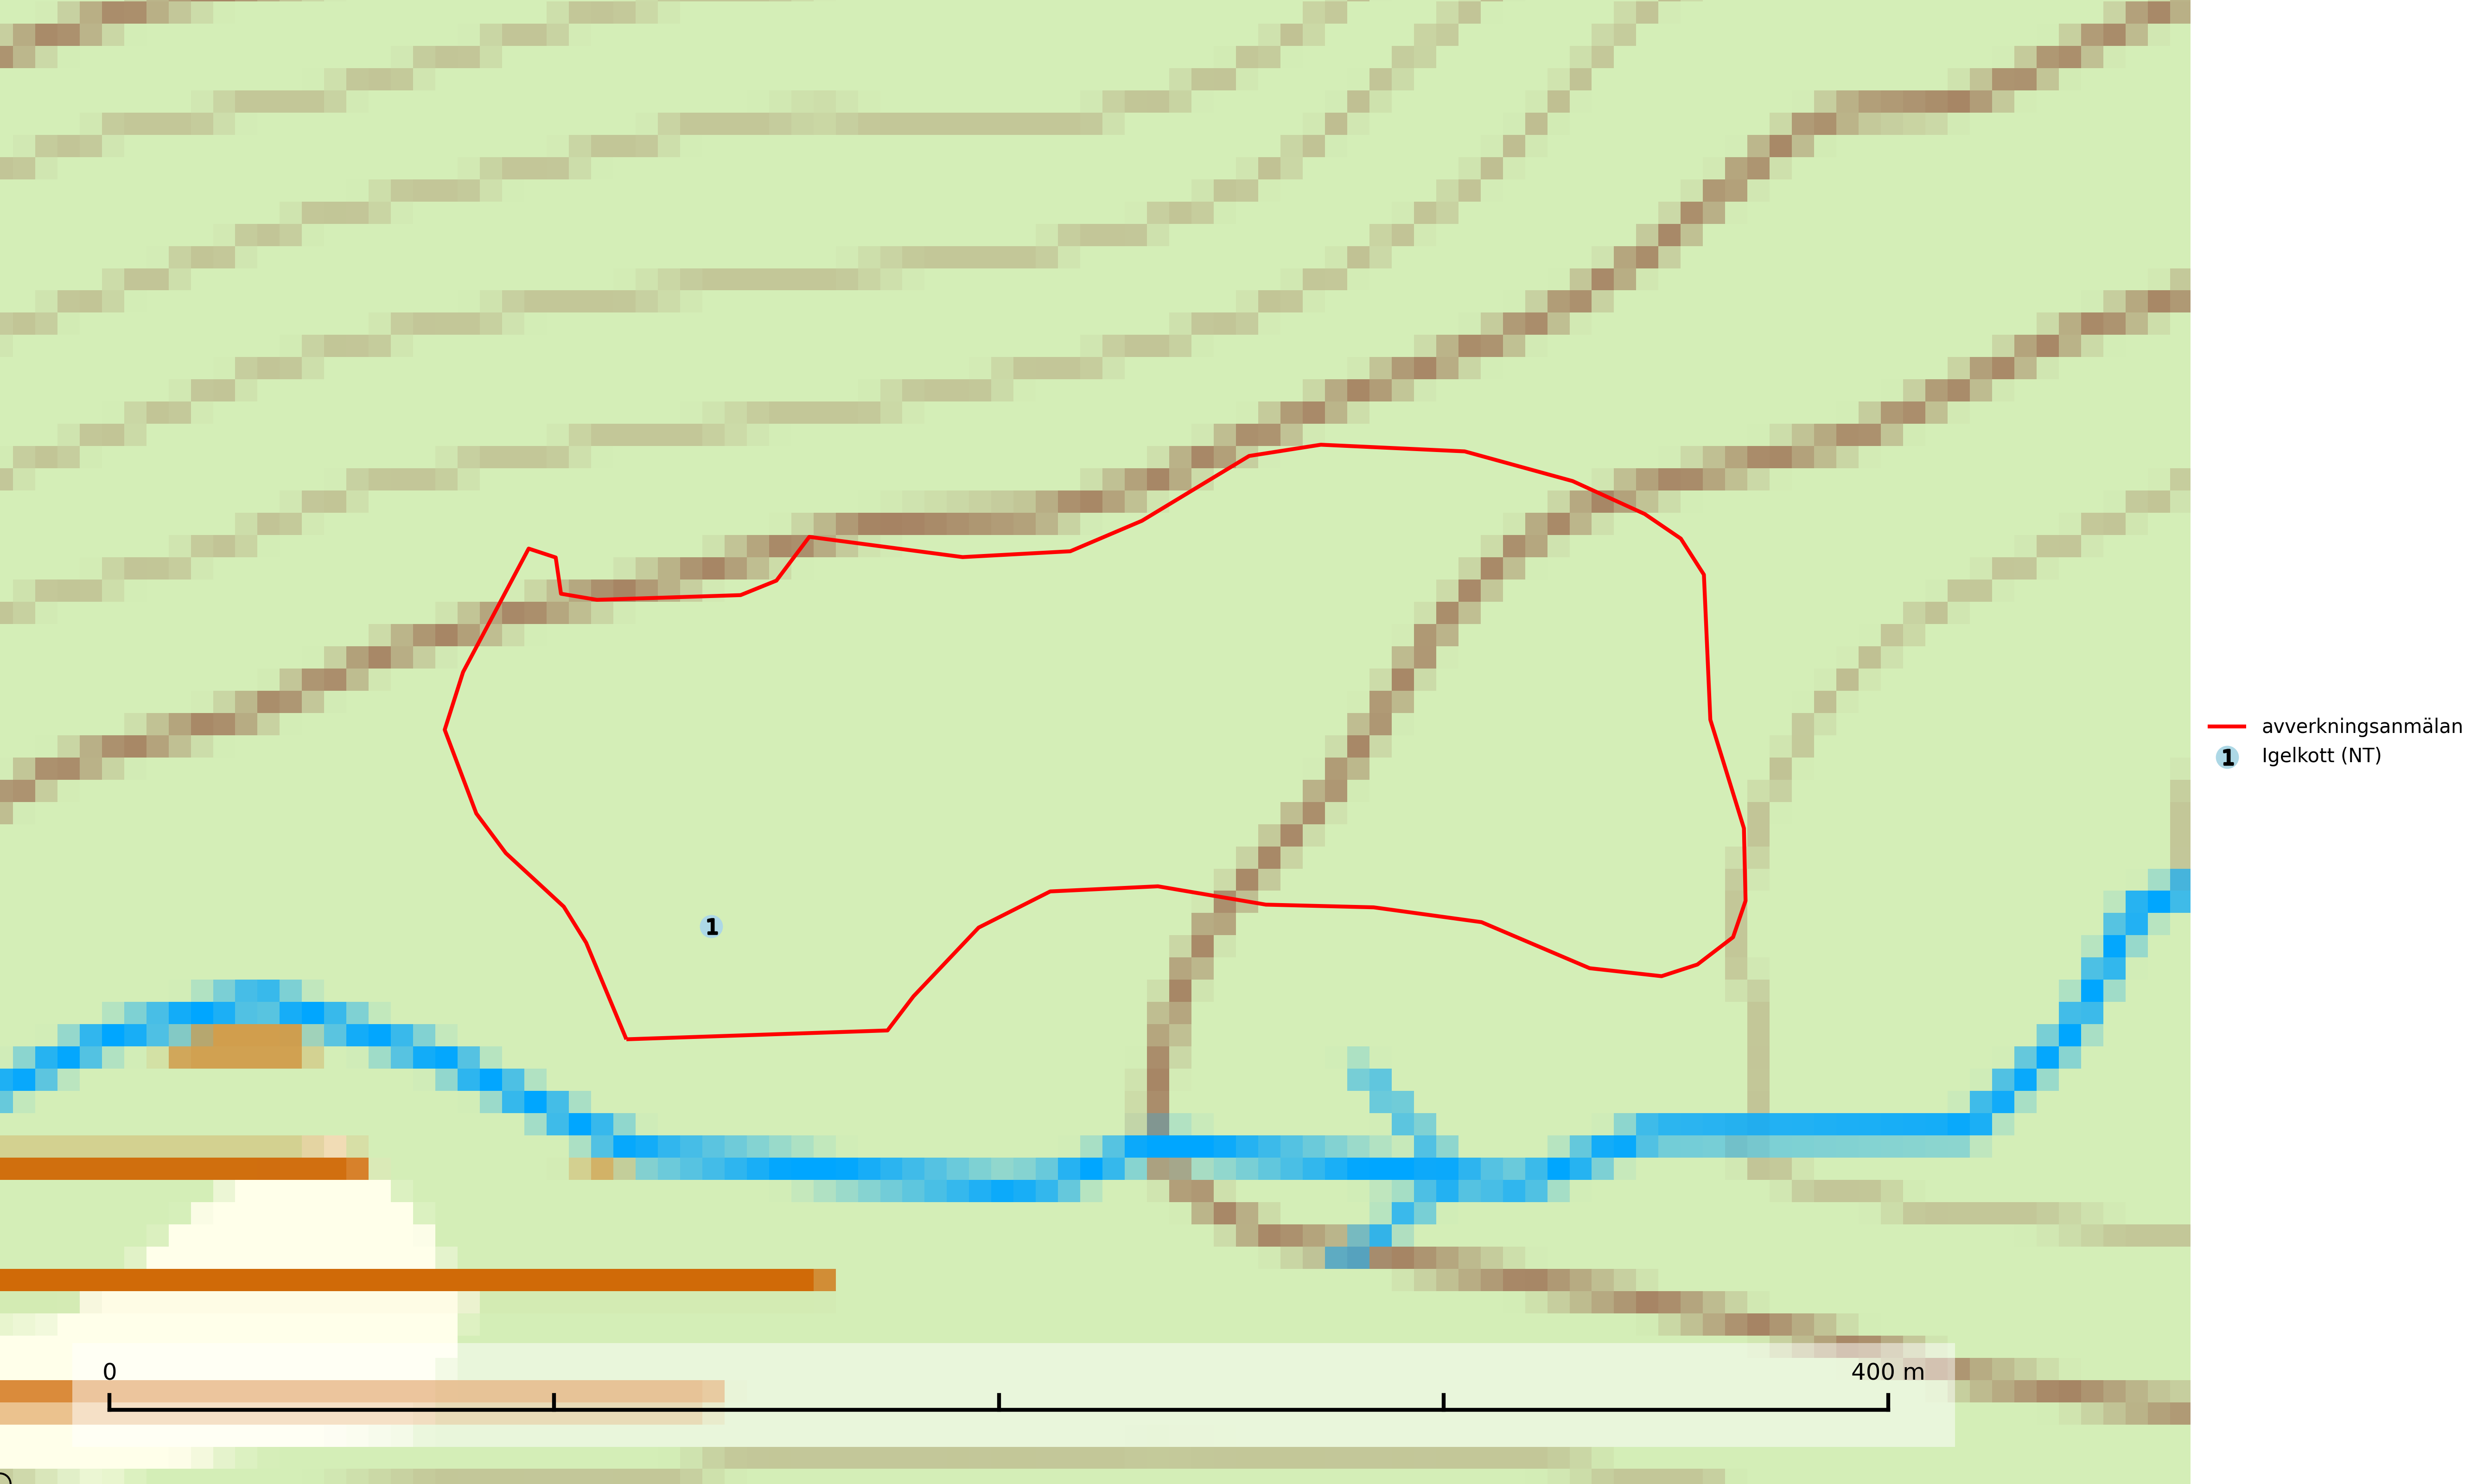 avverkningsanmälan
1 Igelkott (NT)
1
0 400 m